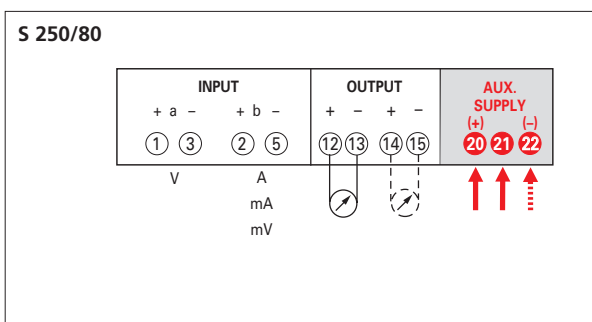 S 250/80
INPUT OUTPUT AUX.
SUPPLY
+ a – + b – + – + – (+) (–)
1 3 2 5 12 13 14 15 20 21 22
V A
mA
mV